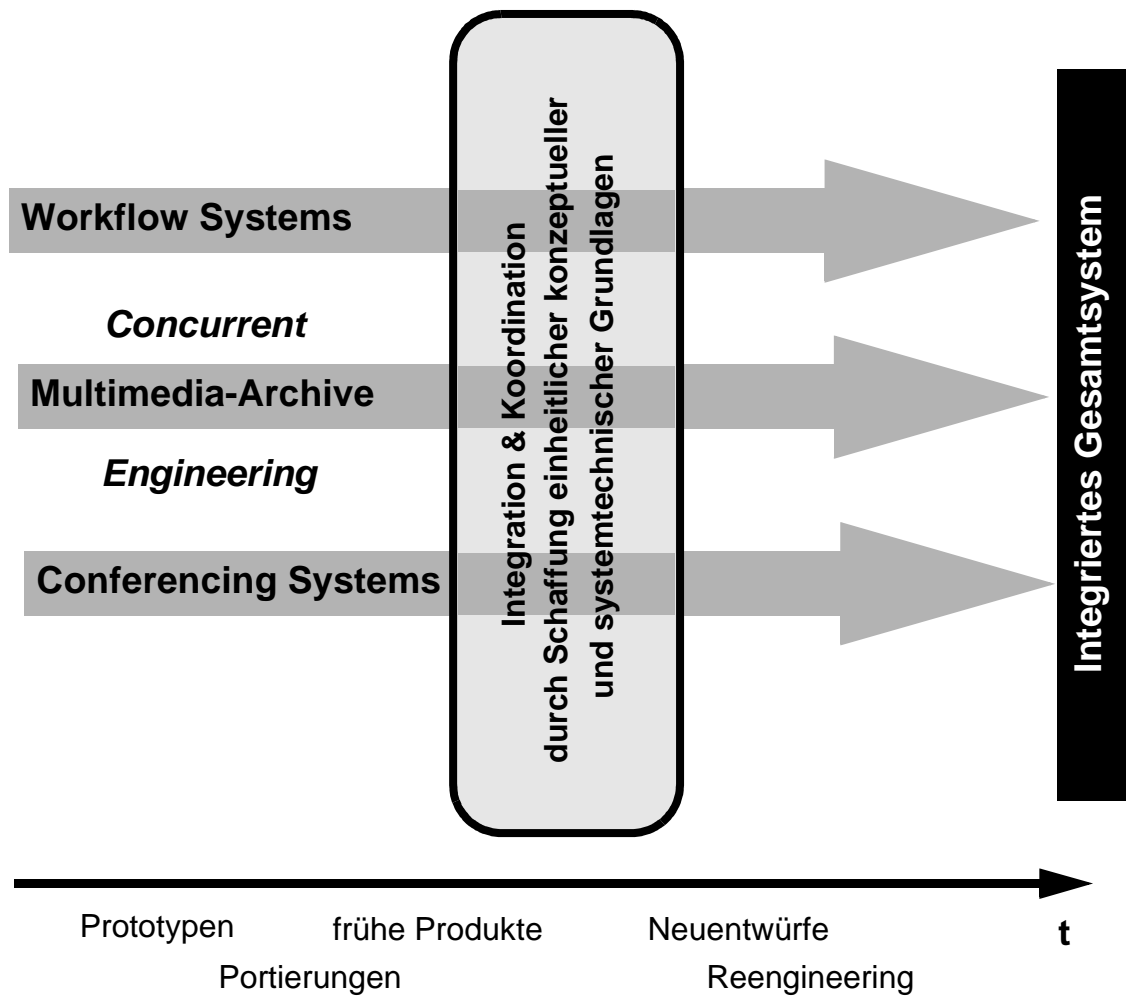 Workflow Systems
Concurrent
Multimedia-Archive
Engineering
Conferencing Systems
Integration & Koordination
durch Schaffung einheitlicher konzeptueller
und systemtechnischer Grundlagen
Integriertes Gesamtsystem
Prototypen
frühe Produkte
Neuentwürfe
t
Portierungen
Reengineering